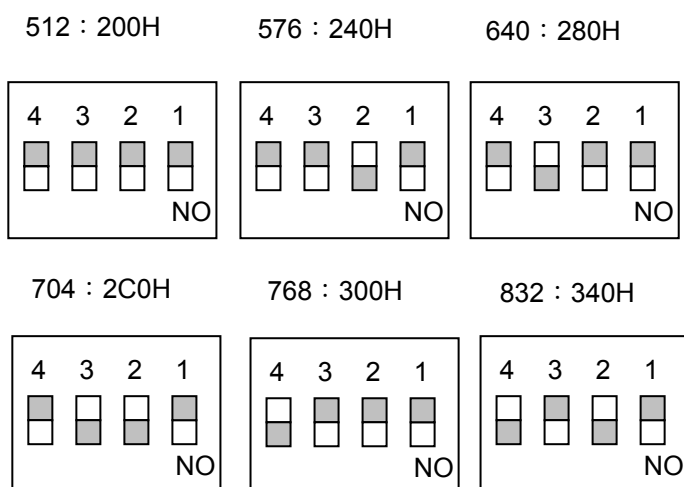 512：200H 576：240H 640：280H
4 3 2 1 4 3 2 1 4 3 2 1
NO NO NO
704：2C0H 768：300H 832：340H
4 3 2 1 4 3 2 1 4 3 2 1
NO NO NO